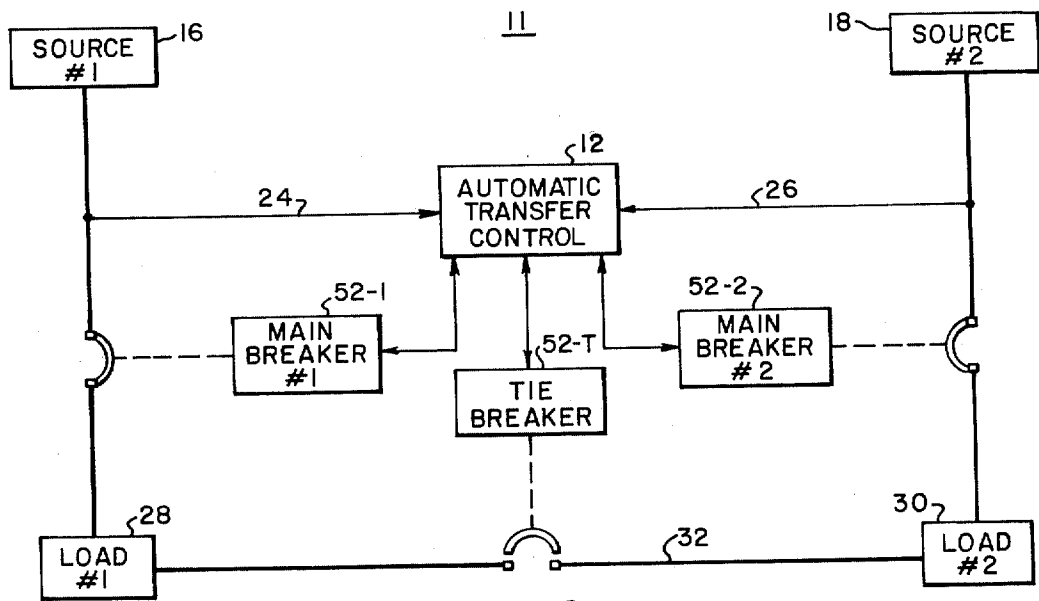 11
SOURCE
#1
16
18
SOURCE
#2
12
AUTOMATIC
TRANSFER
CONTROL
24
26
52-1
MAIN
BREAKER
#1
52-T
TIE
BREAKER
52-2
MAIN
BREAKER
#2
28
LOAD
#1
32
30
LOAD
#2